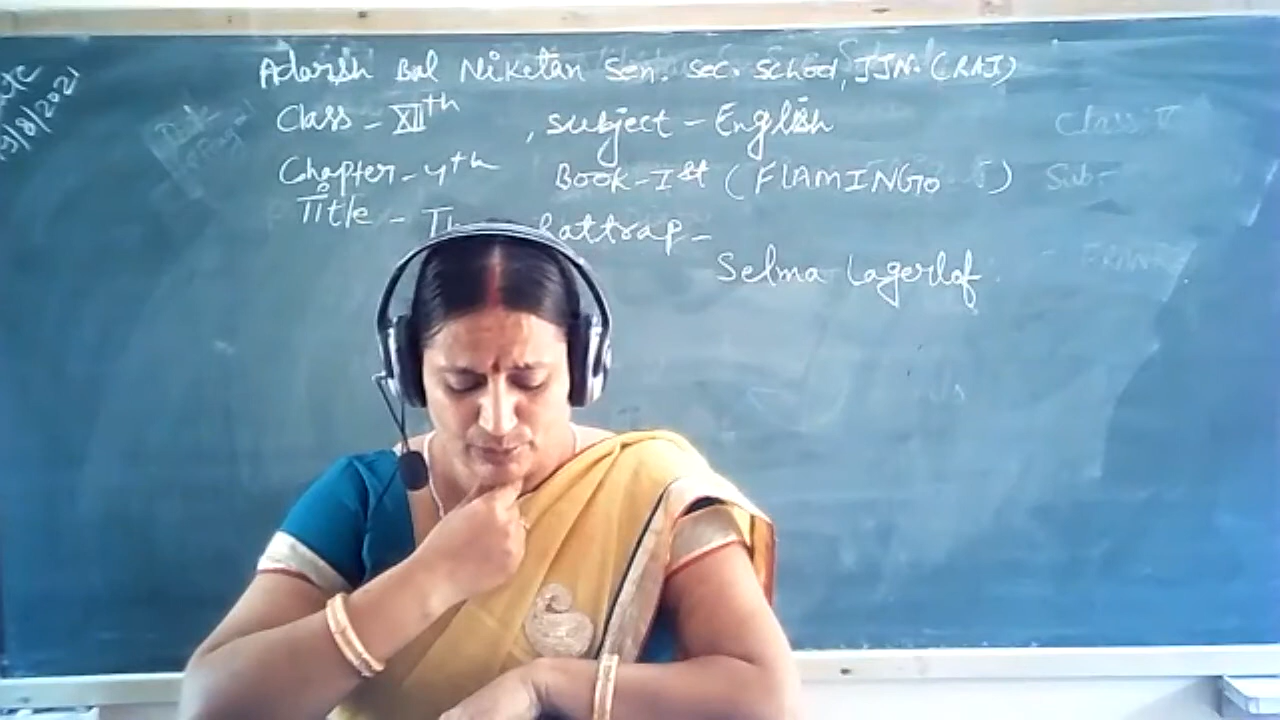 Adarsh Bal Niketan Sen. Sec. School, JJN. (RAJ)
Class - XIIth , Subject - English
Chapter - 4th Book - Ist (FLAMINGO)
Title - Rattrap -
Selma Lagerlof